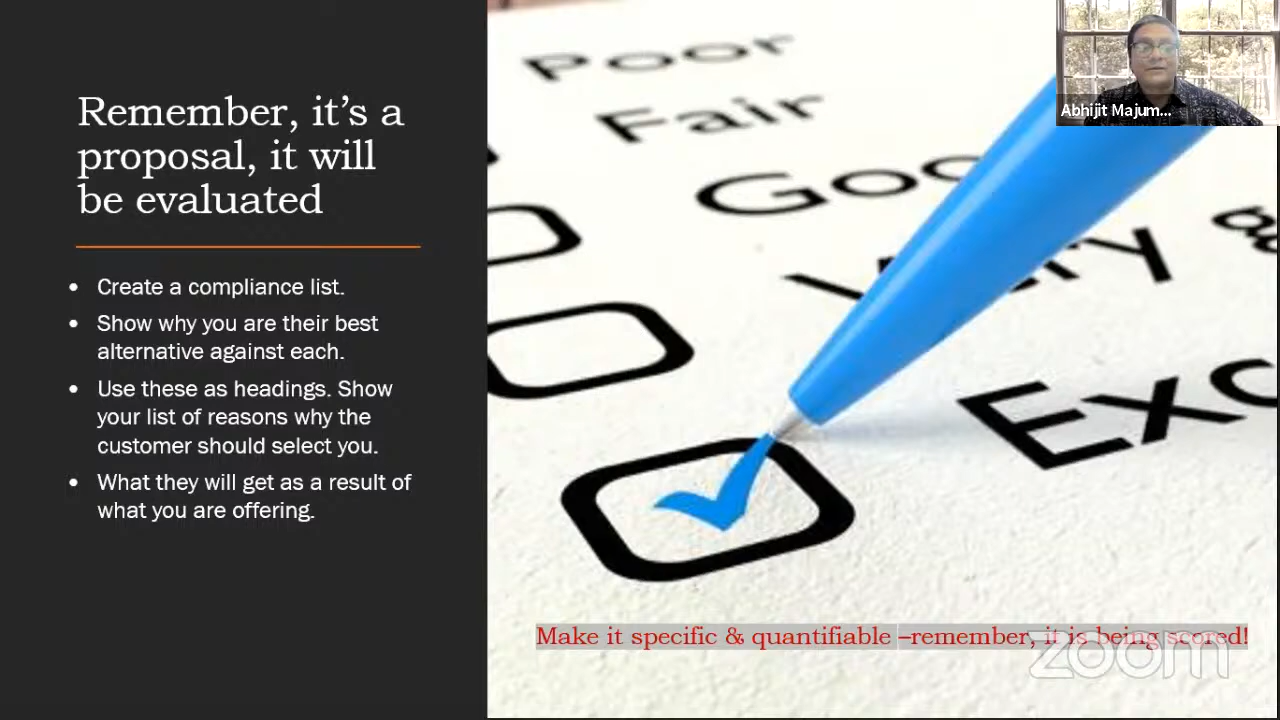 Remember, it's a
proposal, it will
be evaluated
• Create a compliance list.
• Show why you are their best
alternative against each.
• Use these as headings. Show
your list of reasons why the
customer should select you.
• What they will get as a result of
what you are offering.
Poor
Fair
Goo
Very
Exc
Abhijit Majum...
Make it specific & quantifiable –remember, it is being scored!
zoom